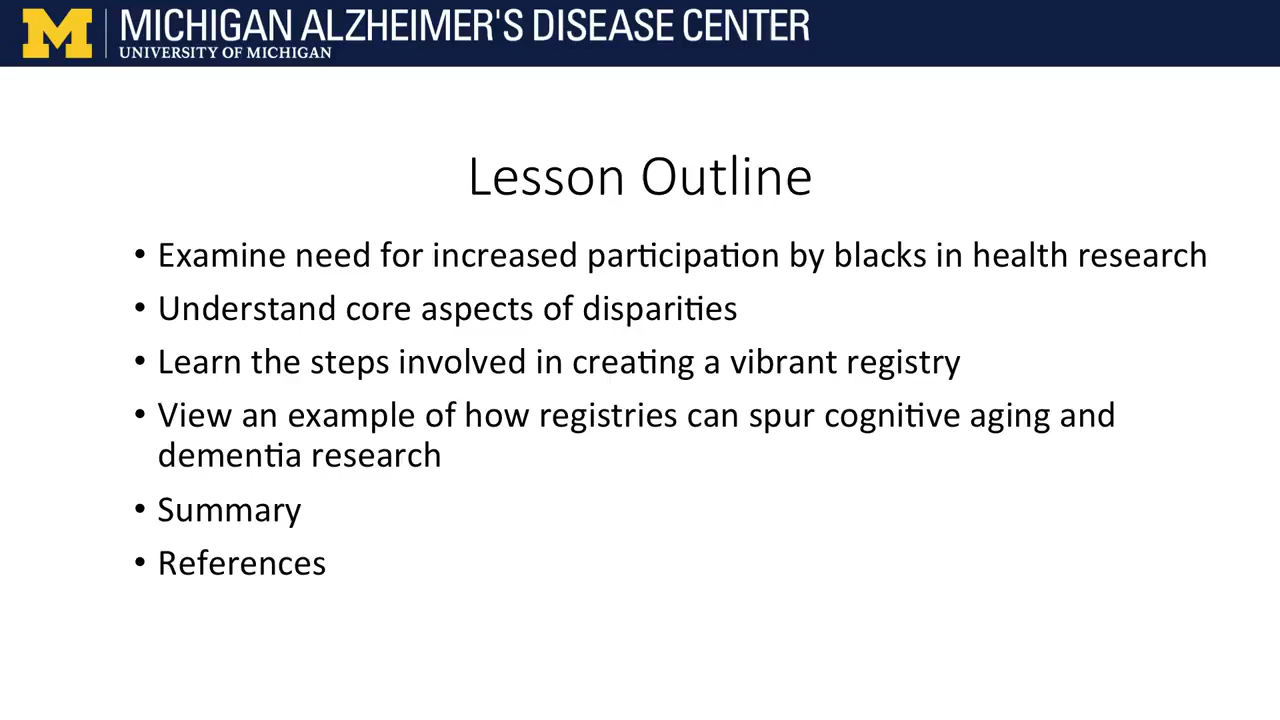 M
MICHIGAN ALZHEIMER'S DISEASE CENTER
UNIVERSITY OF MICHIGAN
Lesson Outline
• Examine need for increased participation by blacks in health research
• Understand core aspects of disparities
• Learn the steps involved in creating a vibrant registry
• View an example of how registries can spur cognitive aging and
dementia research
• Summary
• References